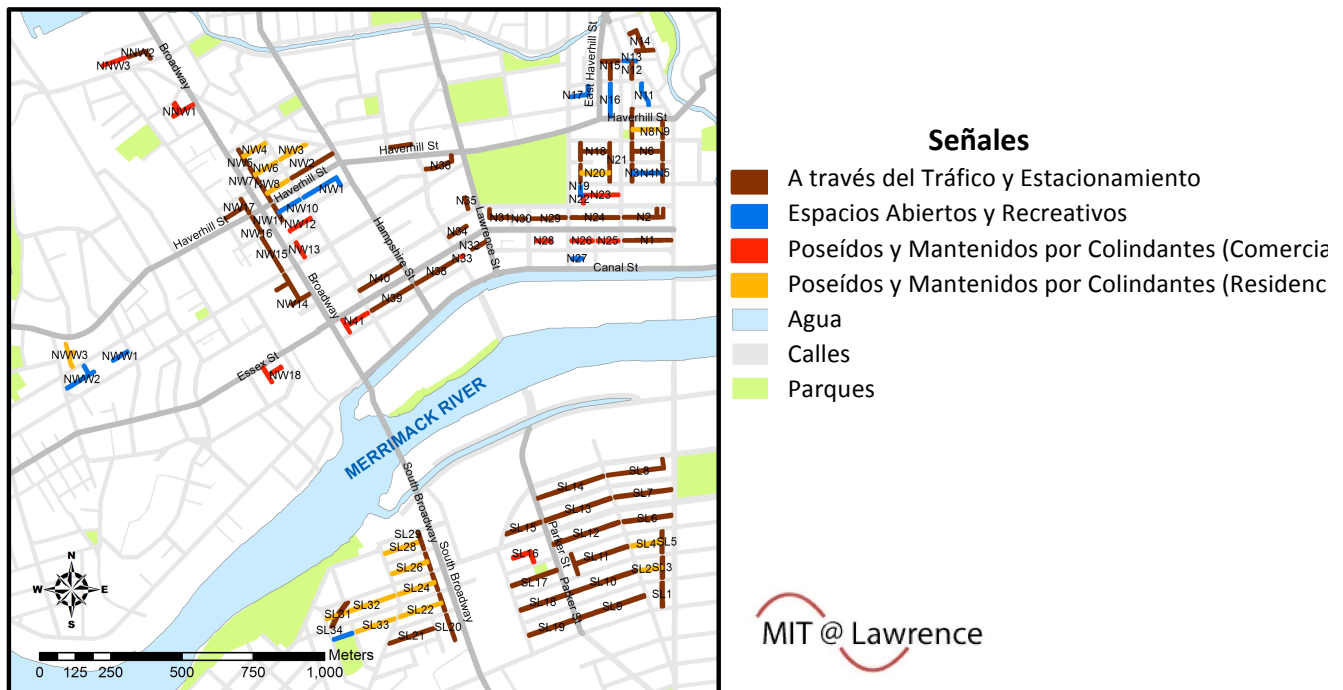 NNW2
NNW3
Broadway
NNW1
East Haverhill St
N14
N13
N15
N12
N17
N16
N11
Haverhill St
N8
N9
NW4
NW3
NW5
NW6
NW2
NW7
NW8
Haverhill St
Haverhill St
N36
N18
N21
N6
N20
N3
N4
N5
NW1
N19
N22
N23
NW10
NW17
NW11
NW12
NW16
Haverhill St
N35
Lawrence St
N31
N30
N29
N24
N2
N34
N32
N28
N26
N25
N1
NW13
NW15
Hampshire St
N33
N27
N38
Canal St
N40
NW14
Broadway
N39
N41
NWW3
NWW1
NWW2
Essex St
NW18
MERRIMACK RIVER
South Broadway
South Broadway
SL8
SL14
SL7
SL13
SL6
SL15
SL12
Parker St
SL29
SL28
SL5
SL4
SL16
SL11
SL26
SL2
SL3
SL17
SL10
Parker St
SL24
SL1
SL32
SL31
SL22
SL18
SL9
SL33
SL34
SL20
SL21
SL19
N
W
E
S
Meters
0 125 250 500 750 1,000
Señales
A través del Tráfico y Estacionamiento
Espacios Abiertos y Recreativos
Poseídos y Mantenidos por Colindantes (Comercia
Poseídos y Mantenidos por Colindantes (Residenc
Agua
Calles
Parques
MIT @ Lawrence